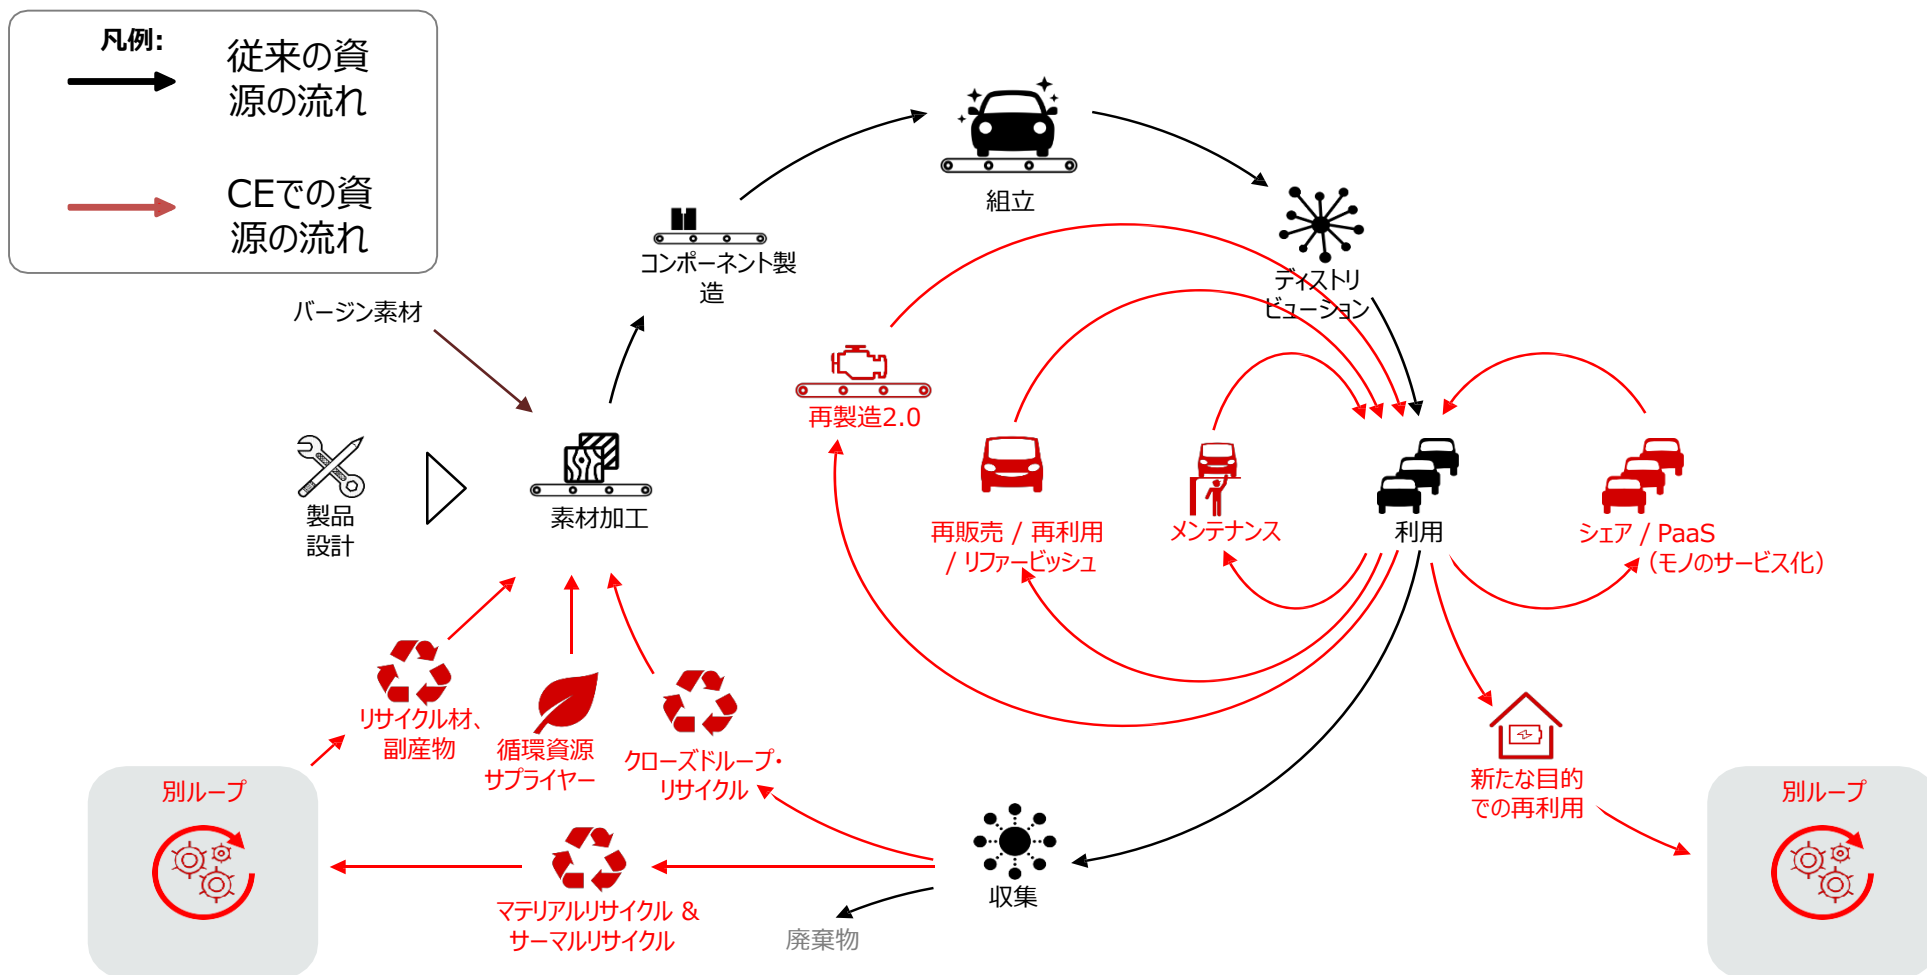 凡例:
従来の資
源の流れ
CEでの資
源の流れ
組立
コンポーネント製
造
ディストリ
ビューション
バージン素材
再製造2.0
製品
設計
素材加工
再販売 / 再利用
/ リファービッシュ
メンテナンス
利用
シェア / PaaS
（モノのサービス化）
リサイクル材、
副産物
循環資源
サプライヤー
クローズドループ・
リサイクル
新たな目的
での再利用
別ループ
別ループ
マテリアルリサイクル &
サーマルリサイクル
収集
廃棄物